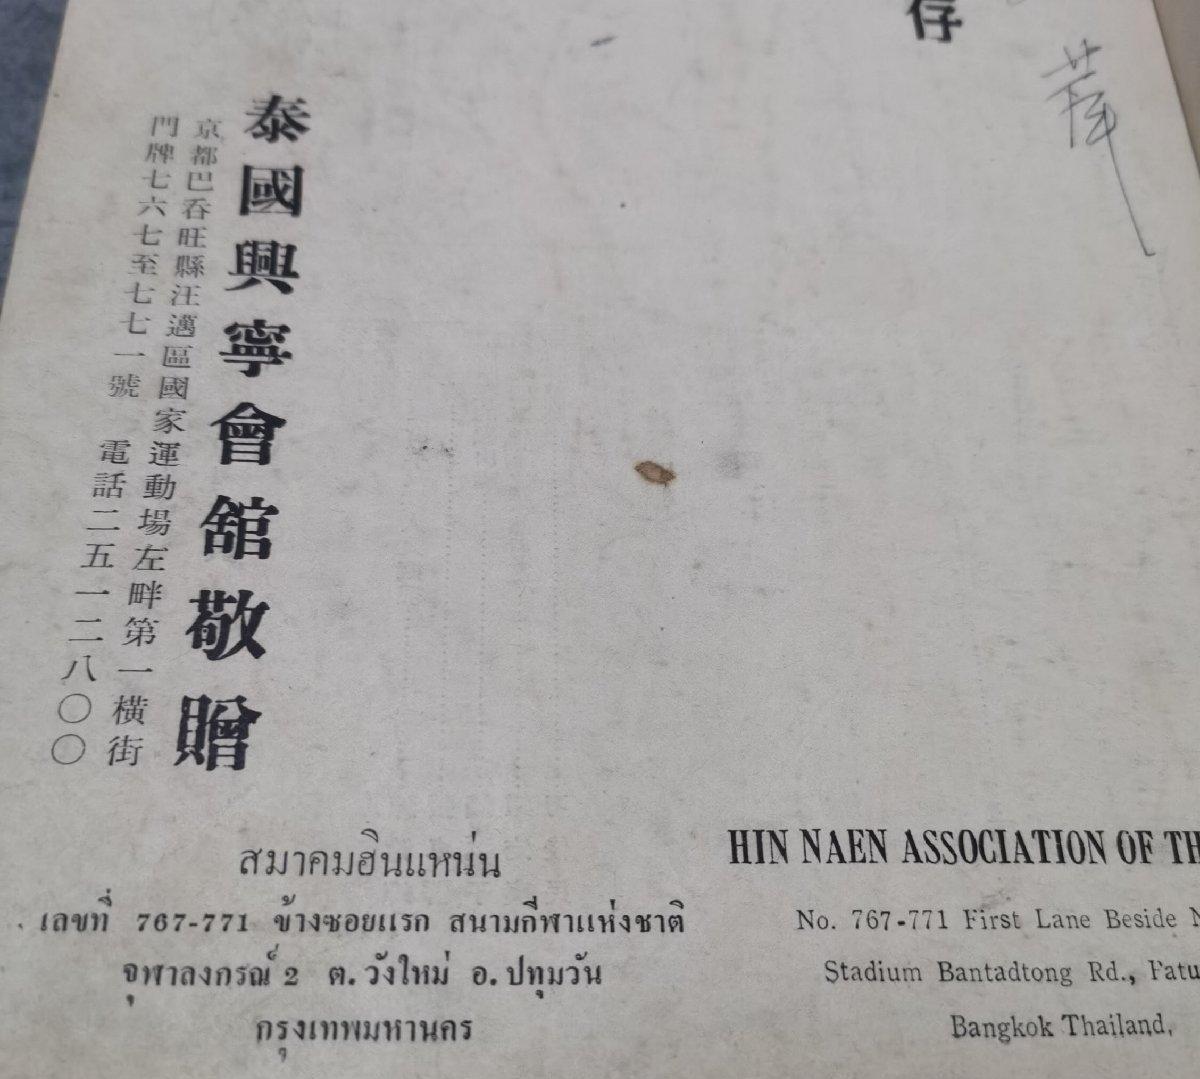 存
泰國興寧會舘敬贈
京都巴吞旺縣汪邁區國家運動場左畔第一橫街
門牌七六七至七七一號 電話二五一二八〇〇
สมาคมฮินแหน่น
เลขที่ 767-771 ข้างซอยแรก สนามกีฬาแห่งชาติ
จุฬาลงกรณ์ 2 ต. วังใหม่ อ. ปทุมวัน
กรุงเทพมหานคร
HIN NAEN ASSOCIATION OF TH
No. 767-771 First Lane Beside N
Stadium Bantadtong Rd., Patu
Bangkok Thailand,